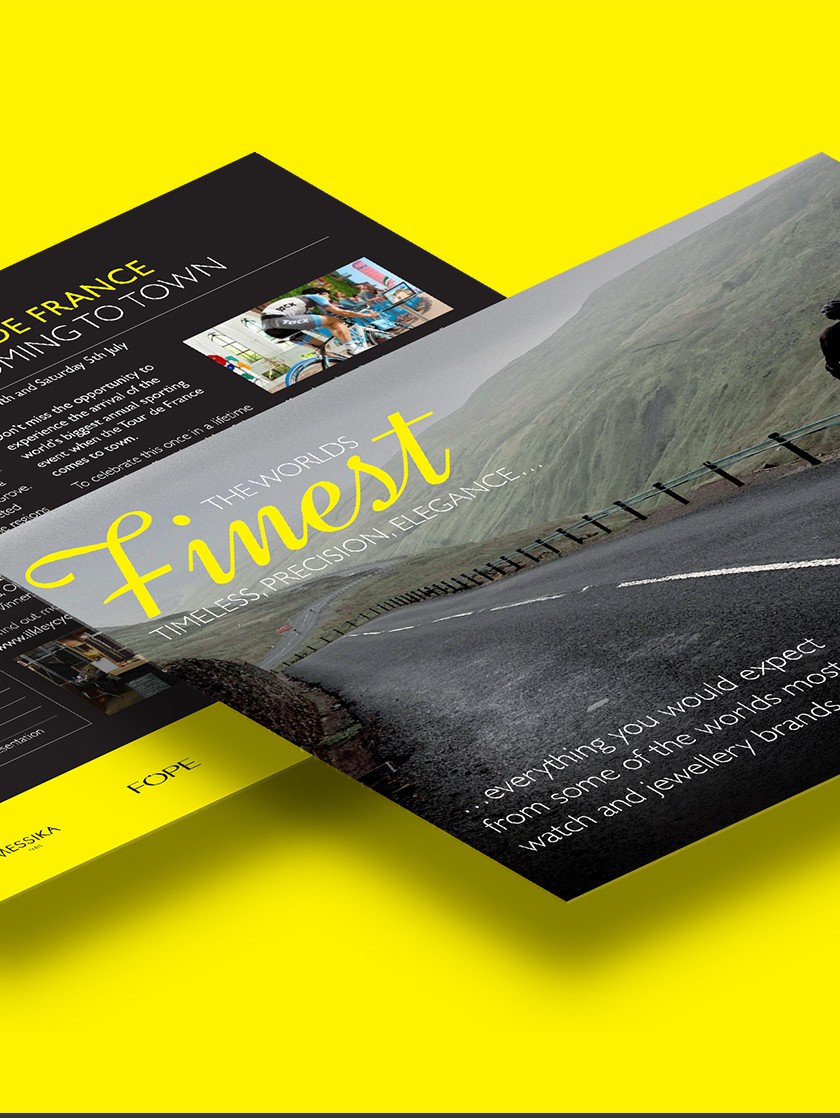 DE FRANCE
OMING TO TOWN
4th and Saturday 5th July
Don't miss the opportunity to
experience the arrival of the
world's biggest annual sporting
event when the Tour de France
comes to town.
To celebrate this once in a lifetime
TACX
THE WORLDS
Finest
TIMELESS, PRECISION, ELEGANCE...
...everything you would expect
from some of the worlds most
watch and jewellery brands
FOPE
MESSIKA